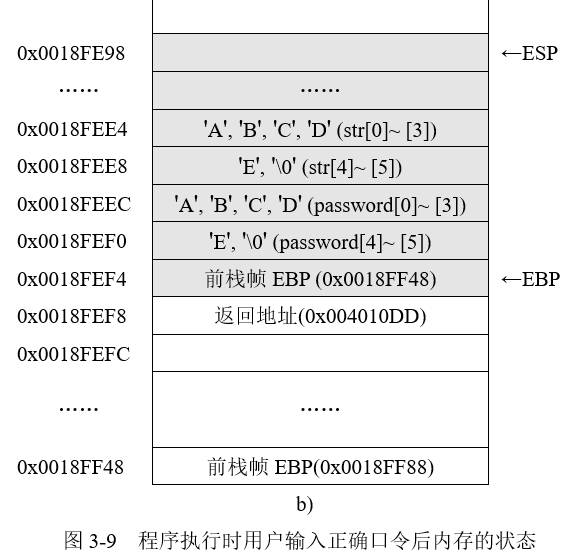 0x0018FE98 ←ESP
…… ……
0x0018FEE4 'A', 'B', 'C', 'D' (str[0]~ [3])
0x0018FEE8 'E', '\0' (str[4]~ [5])
0x0018FEEC 'A', 'B', 'C', 'D' (password[0]~ [3])
0x0018FEF0 'E', '\0' (password[4]~ [5])
0x0018FEF4 前栈帧 EBP (0x0018FF48) ←EBP
0x0018FEF8 返回地址(0x004010DD)
0x0018FEFC
…… ……
0x0018FF48 前栈帧 EBP(0x0018FF88)
b)
图 3-9 程序执行时用户输入正确口令后内存的状态